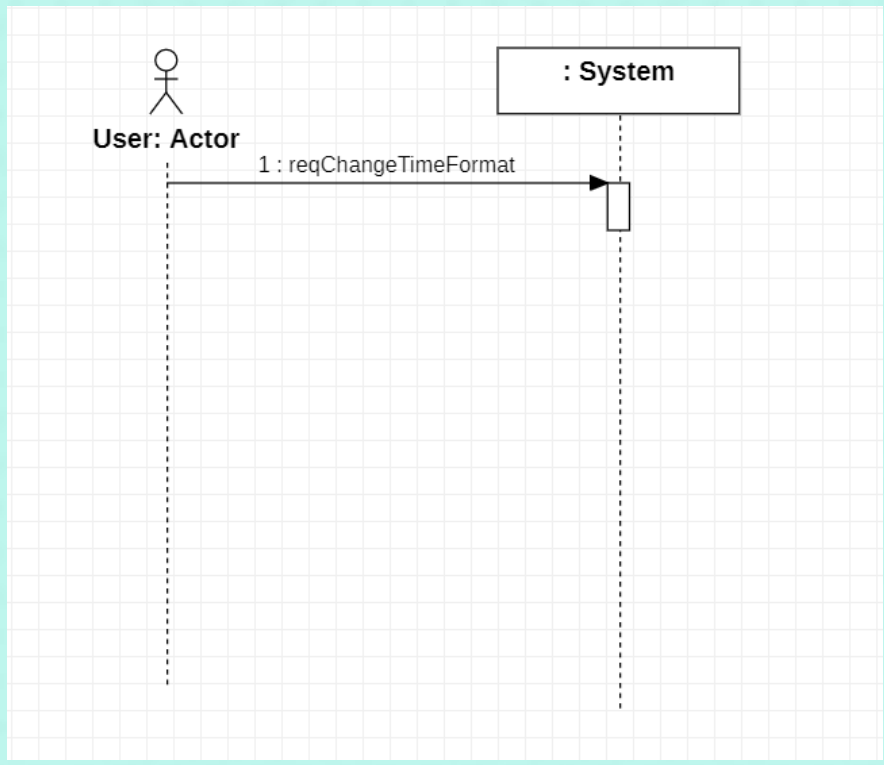 : System
User: Actor
1 : reqChangeTimeFormat